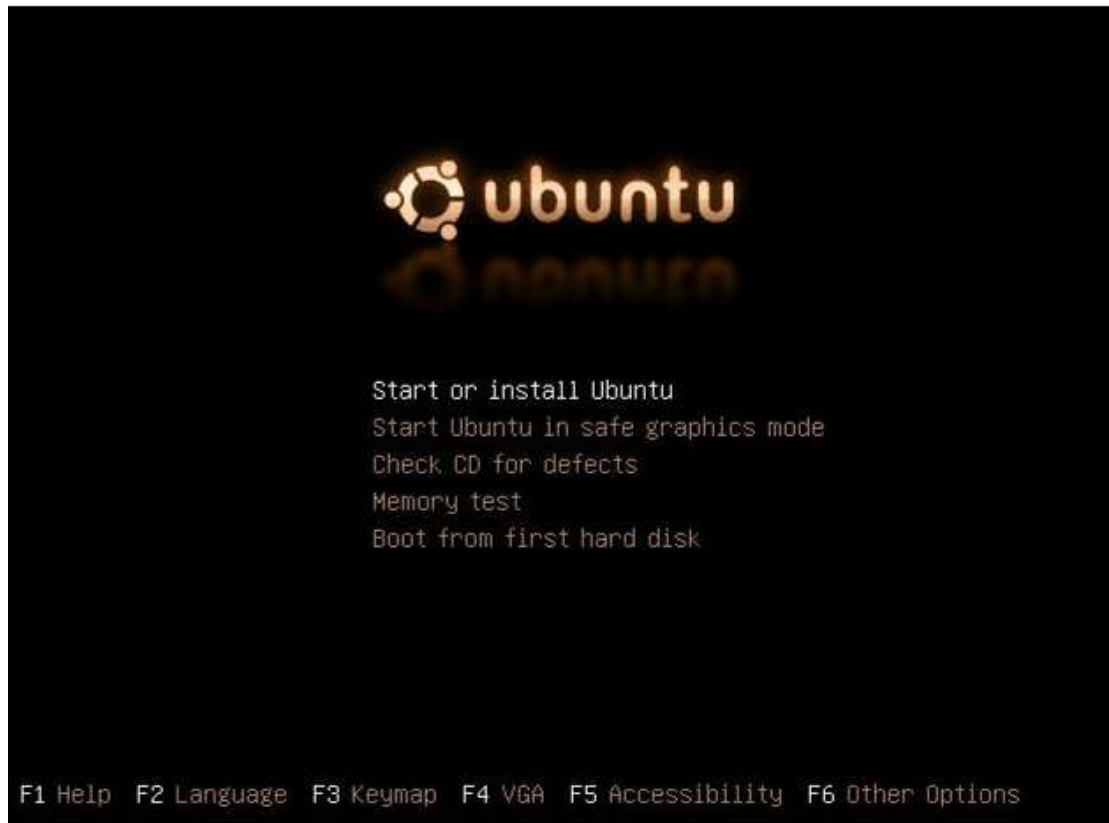 ubuntu
Start or install Ubuntu
Start Ubuntu in safe graphics mode
Check CD for defects
Memory test
Boot from first hard disk
F1 Help F2 Language F3 Keymap F4 VGA F5 Accessibility F6 Other Options